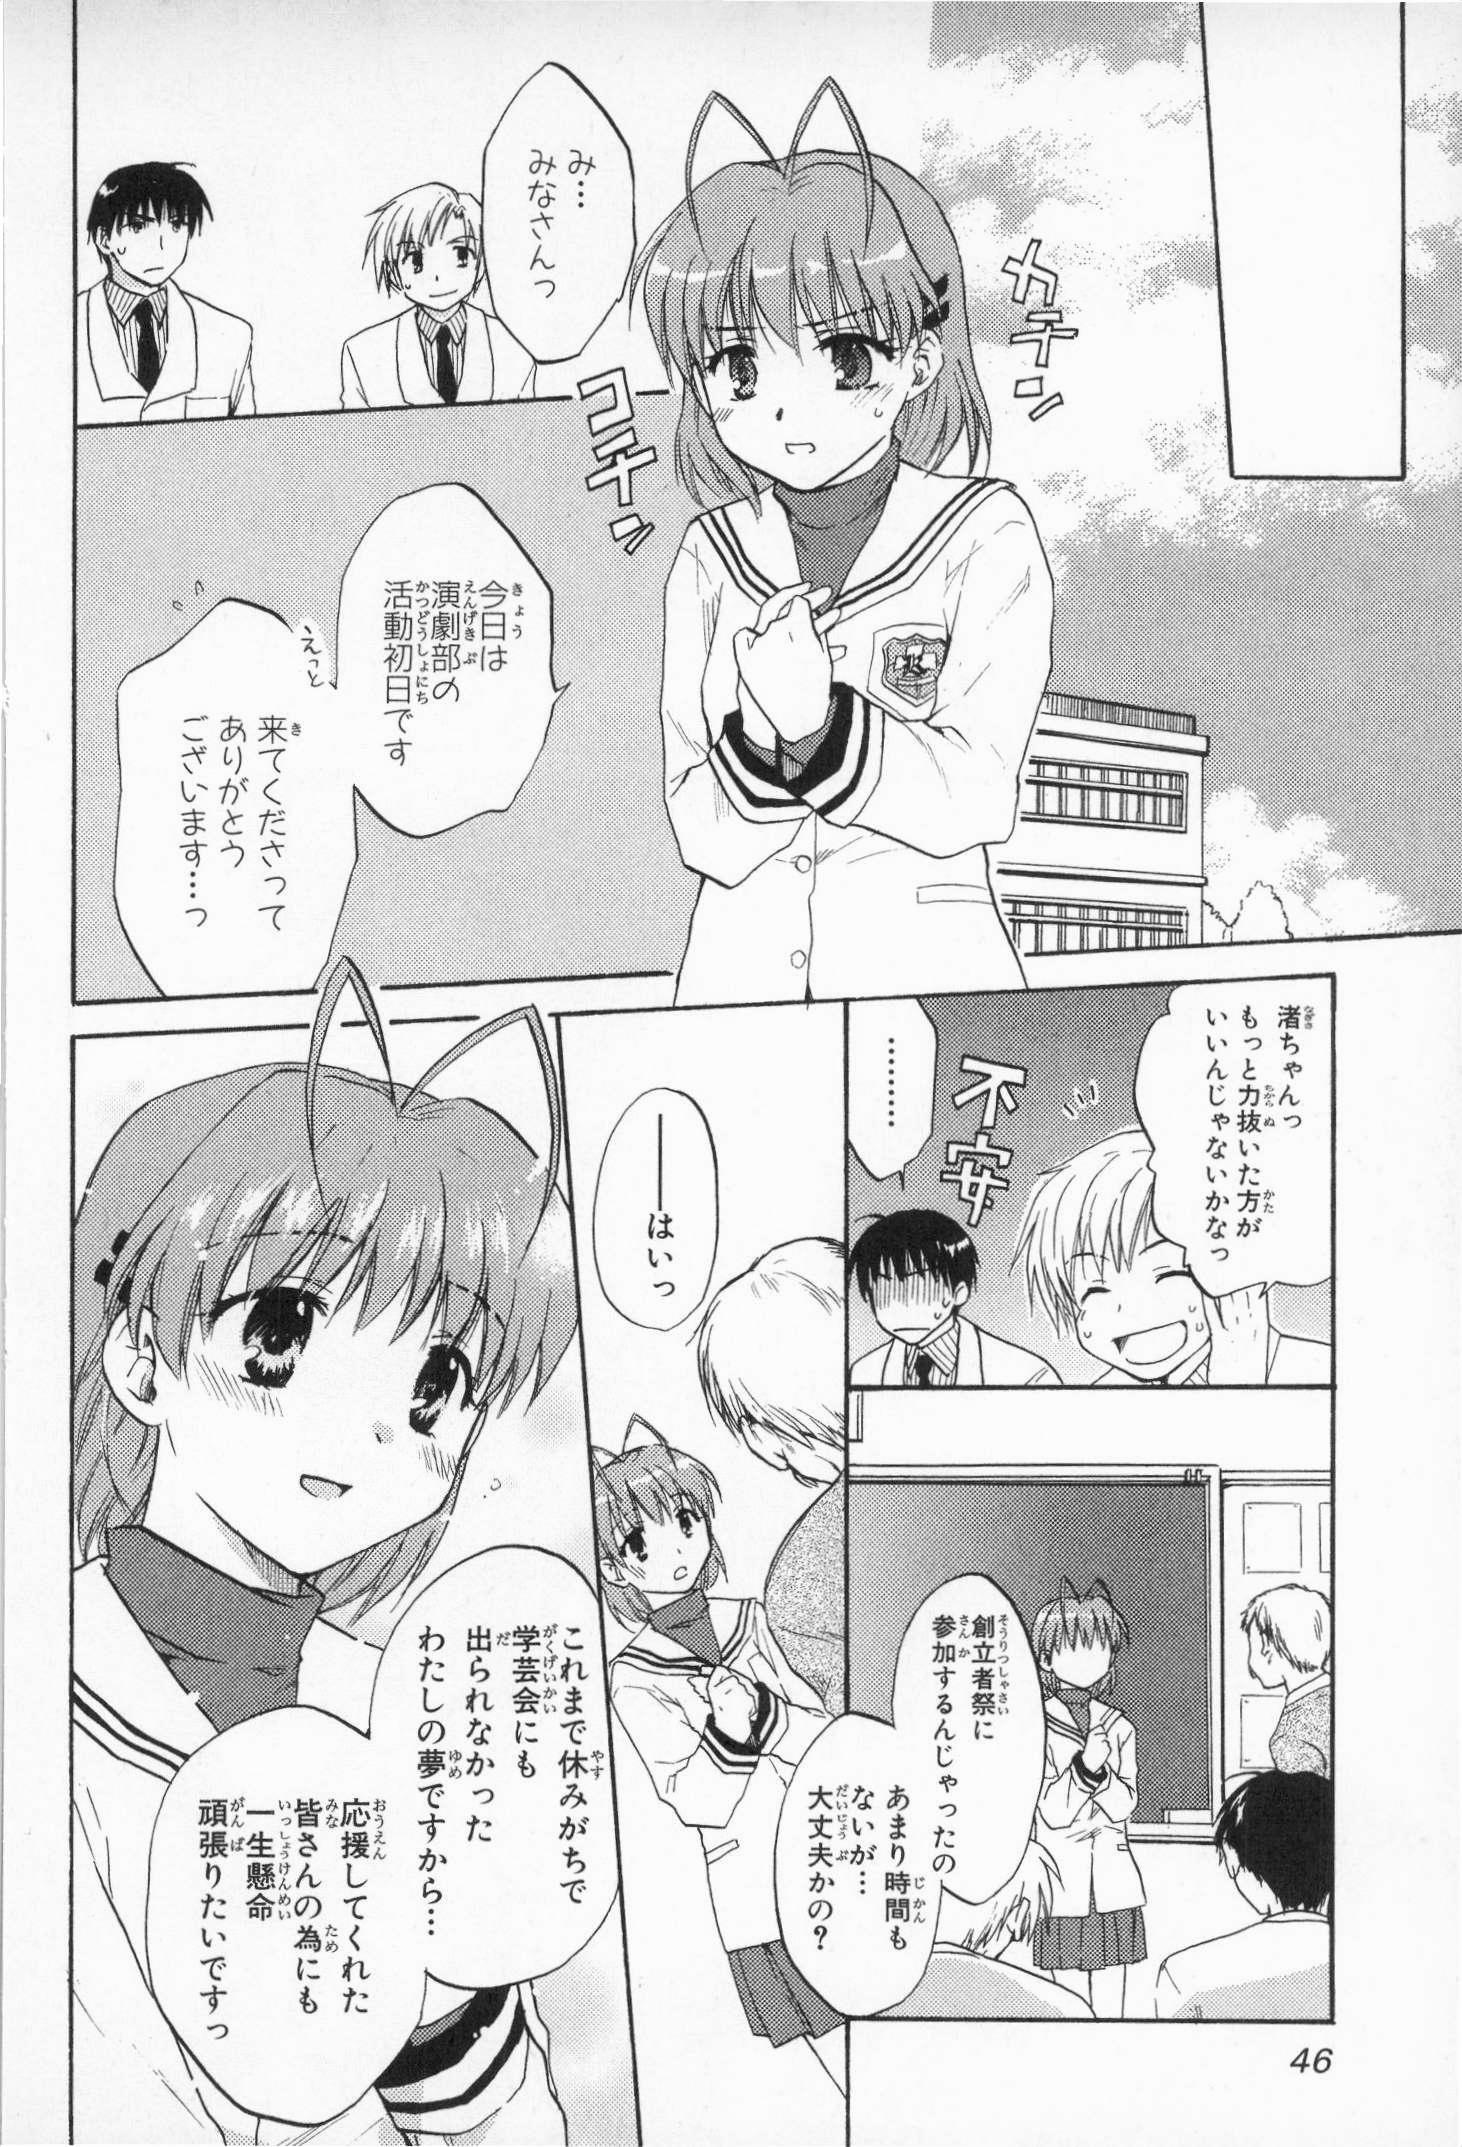 カチン
コチン
み…
みなさんっ
今日は
演劇部の
活動初日です
えっと
来てくださって
ありがとう
ございます…っ
渚ちゃんっ
もっと力抜いた方が
いいんじゃないかなっ
不安
………
創立者祭に
参加するんじゃったの
あまり時間も
ないが…
大丈夫かの？
――はいっ
これまで休みがちで
学芸会にも
出られなかった
わたしの夢ですから…
応援してくれた
皆さんの為にも
一生懸命
頑張りたいですっ
46